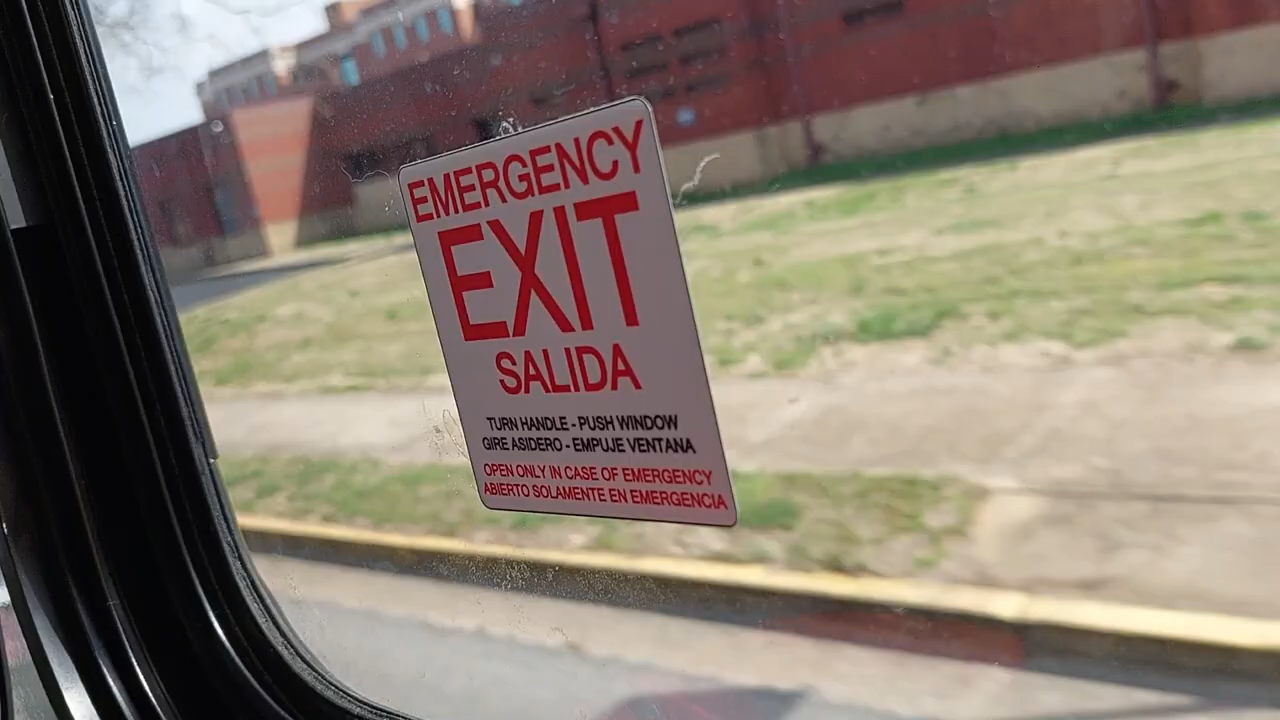 EMERGENCY
EXIT
SALIDA
TURN HANDLE - PUSH WINDOW
GIRE ASIDERO - EMPUJE VENTANA
OPEN ONLY IN CASE OF EMERGENCY
ABIERTO SOLAMENTE EN EMERGENCIA